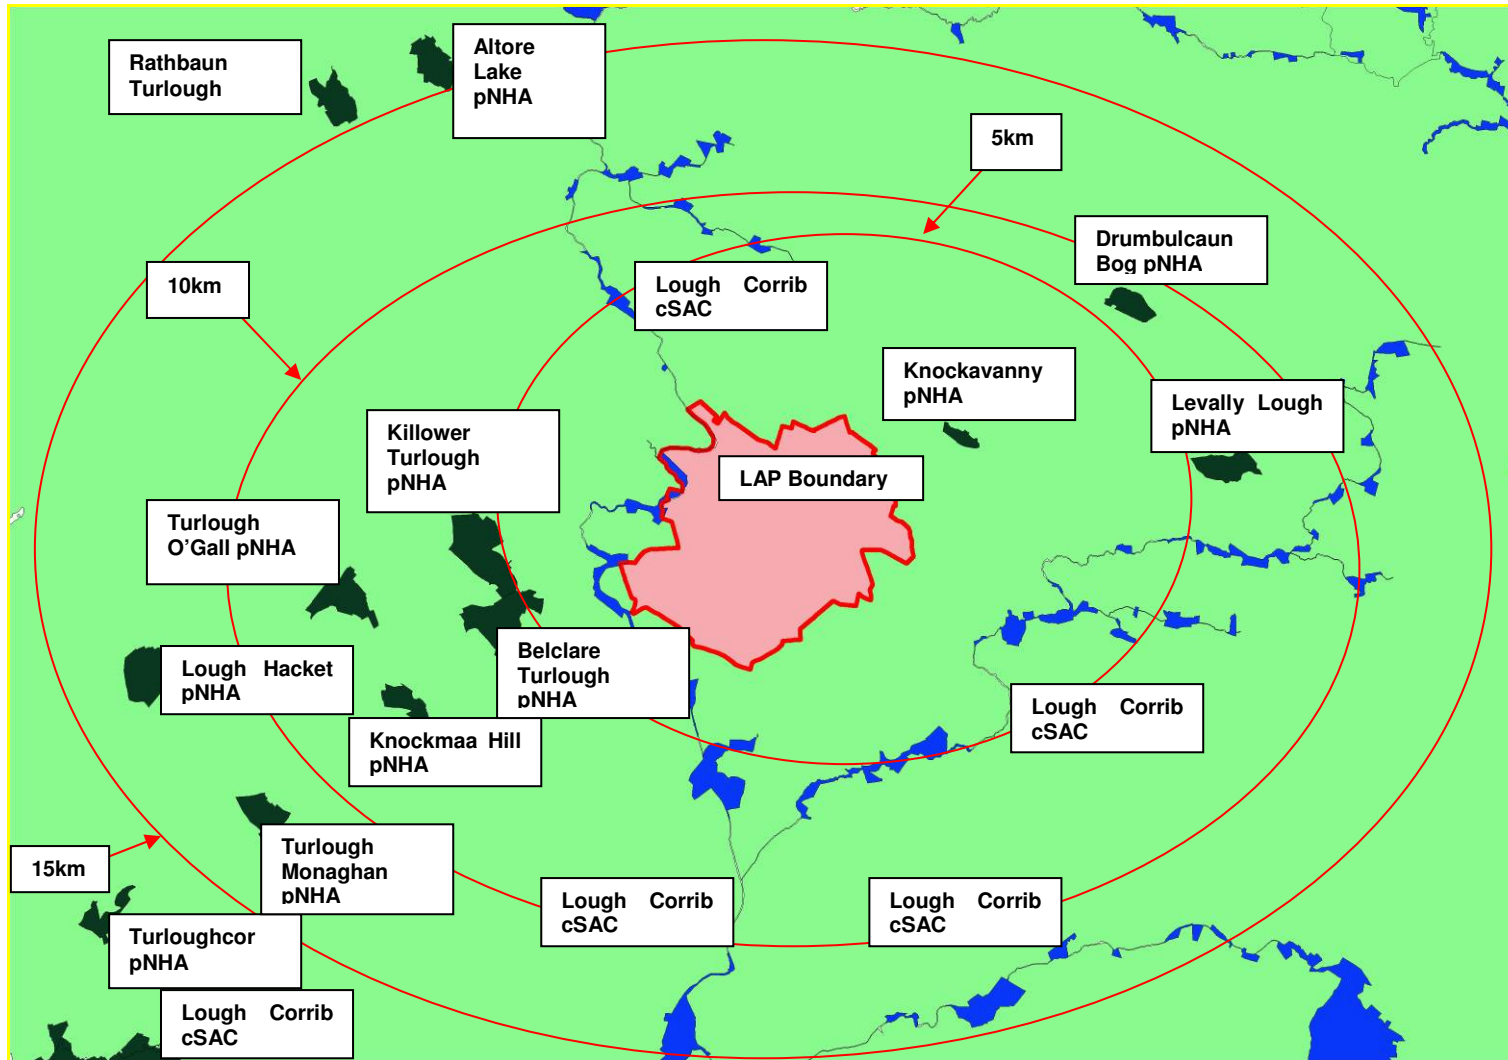 Rathbaun
Turlough
Altore
Lake
pNHA
5km
Drumbulcaun
Bog pNHA
10km
Lough Corrib
cSAC
Knockavanny
pNHA
Levally Lough
pNHA
Killower
Turlough
pNHA
LAP Boundary
Turlough
O'Gall pNHA
Belclare
Turlough
pNHA
Lough Hacket
pNHA
Lough Corrib
cSAC
Knockmaa Hill
pNHA
Turlough
Monaghan
pNHA
15km
Lough Corrib
cSAC
Lough Corrib
cSAC
Turloughcor
pNHA
Lough Corrib
cSAC